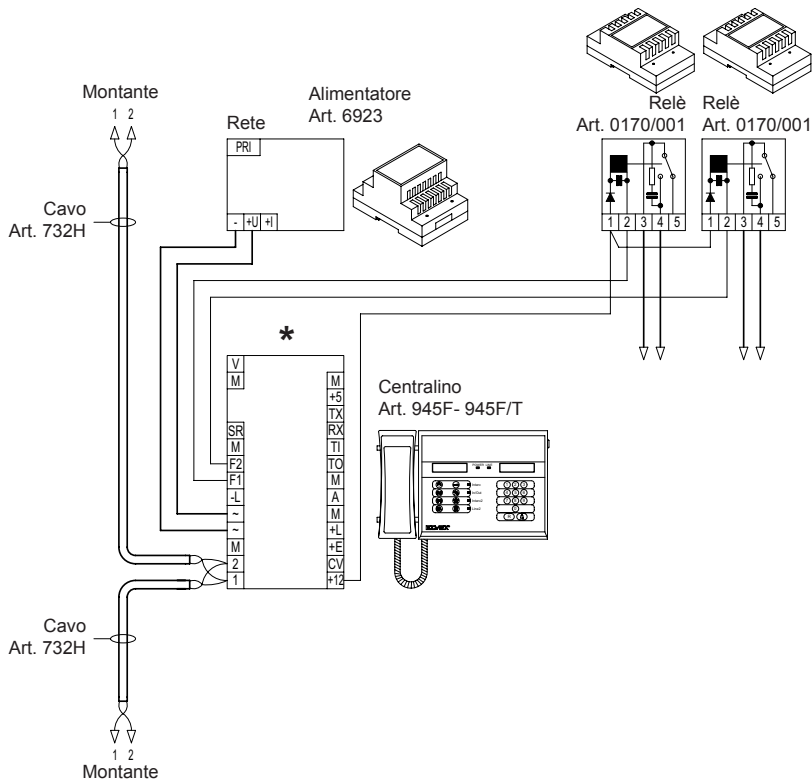 Montante
1 2
Cavo
Art. 732H
Rete
PRI
- +U +I
Alimentatore
Art. 6923
Relè
Art. 0170/001
1 2 3 4 5
Relè
Art. 0170/001
1 2 3 4 5
*
V
M
SR
M
F2
F1
-L
~
~
M
2
1
M
+5
TX
RX
TI
TO
M
A
M
+L
+E
CV
+12
Centralino
Art. 945F- 945F/T
Cavo
Art. 732H
1 2
Montante